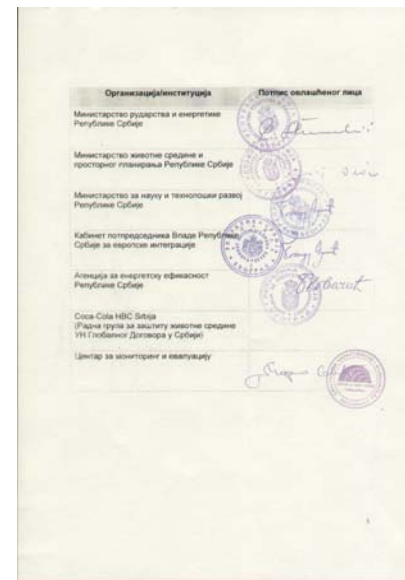 Организација/институција
Потпис овлашћеног лица
Министарство рударства и енергетике
Републике Србије
Министарство животне средине и
просторног планирања Републике Србије
Министарство за науку и технолошки развој
Републике Србије
Кабинет потпредседника Владе Републике
Србије за европске интеграције
Агенција за енергетску ефикасност
Републике Србије
Coca-Cola HBC Srbija
(Радна група за заштиту животне средине
УН Глобалног Договора у Србији)
Центар за мониторинг и евалуацију